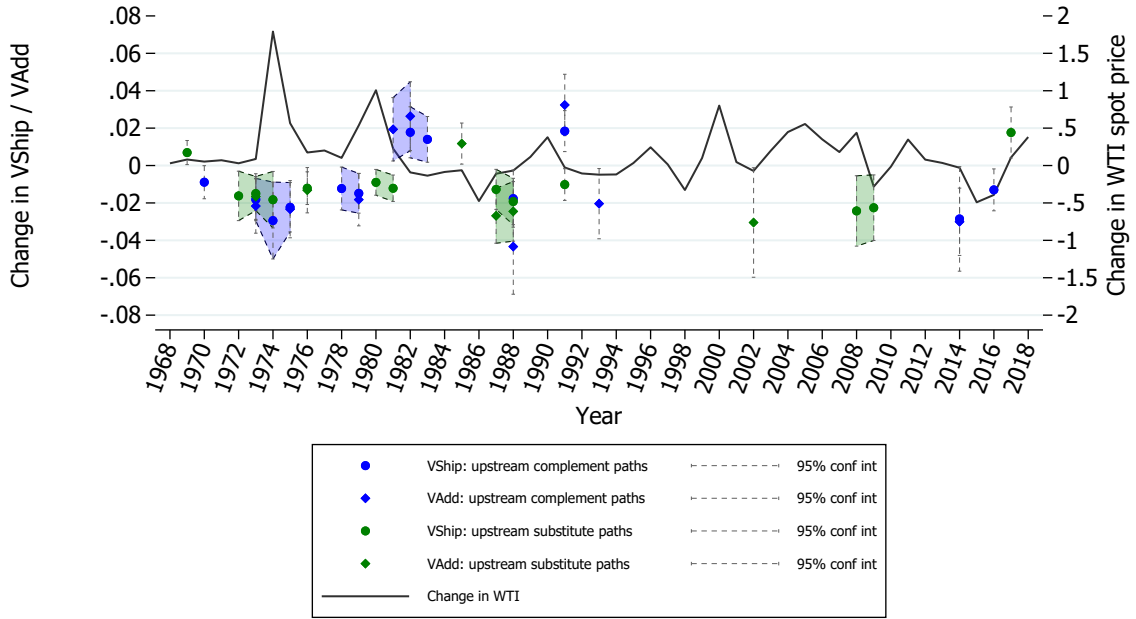 Change in VShip / VAdd
.08
.06
.04
.02
0
-.02
-.04
-.06
-.08
2
1.5
1
.5
0
-.5
-1
-1.5
-2
Change in WTI spot price
1968 1970 1972 1974 1976 1978 1980 1982 1984 1986 1988 1990 1992 1994 1996 1998 2000 2002 2004 2006 2008 2010 2012 2014 2016 2018
Year
VShip: upstream complement paths 95% conf int
VAdd: upstream complement paths 95% conf int
VShip: upstream substitute paths 95% conf int
VAdd: upstream substitute paths 95% conf int
Change in WTI